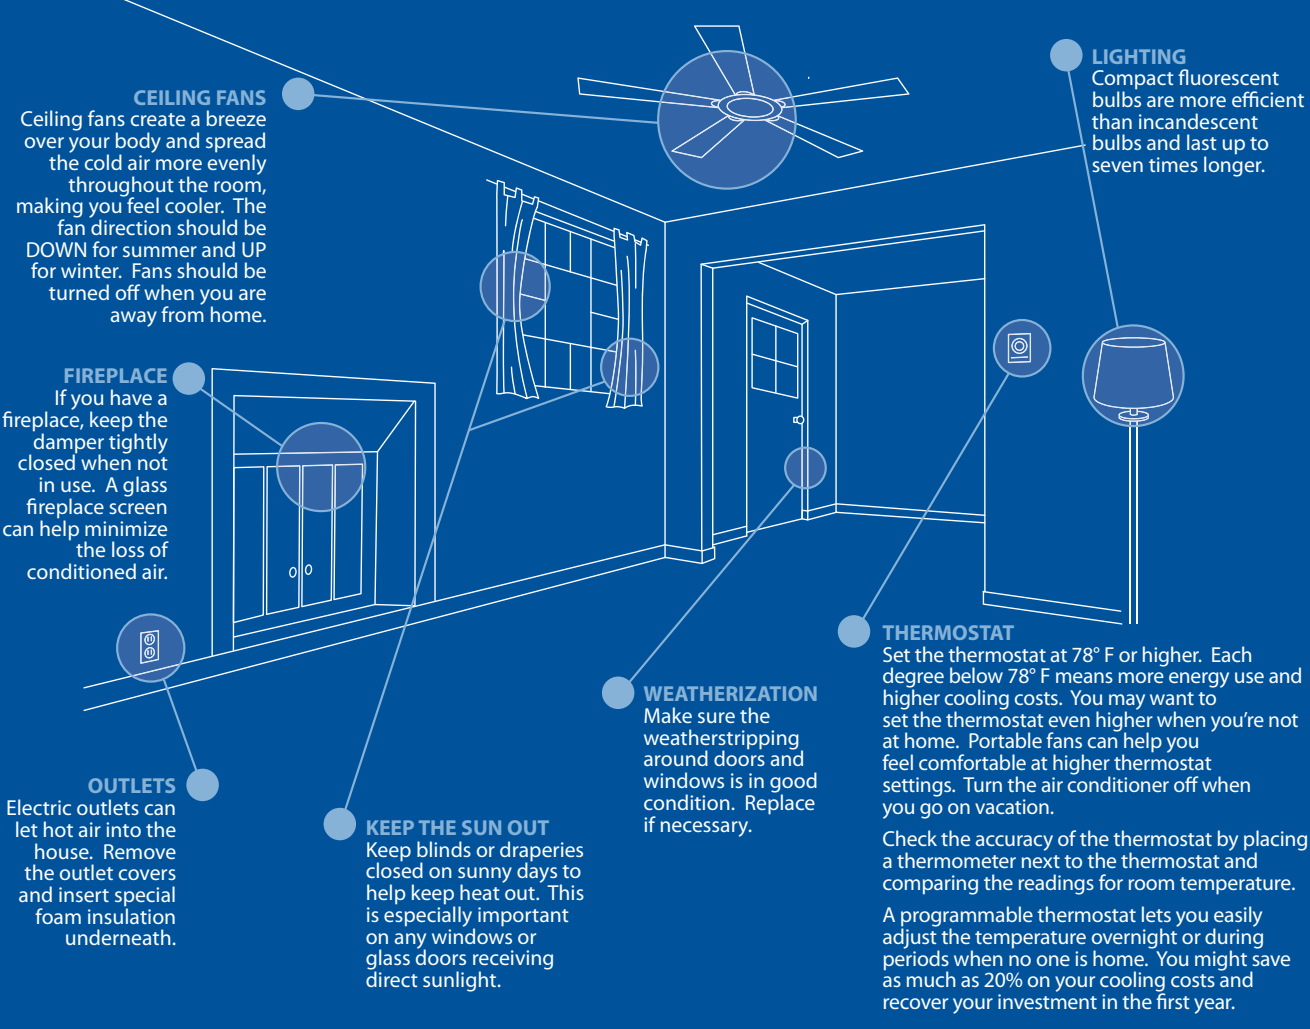 CEILING FANS
Ceiling fans create a breeze
over your body and spread
the cold air more evenly
throughout the room,
making you feel cooler. The
fan direction should be
DOWN for summer and UP
for winter. Fans should be
turned off when you are
away from home.
LIGHTING
Compact fluorescent
bulbs are more efficient
than incandescent
bulbs and last up to
seven times longer.
FIREPLACE
If you have a
fireplace, keep the
damper tightly
closed when not
in use. A glass
fireplace screen
can help minimize
the loss of
conditioned air.
OUTLETS
Electric outlets can
let hot air into the
house. Remove
the outlet covers
and insert special
foam insulation
underneath.
KEEP THE SUN OUT
Keep blinds or draperies
closed on sunny days to
help keep heat out. This
is especially important
on any windows or
glass doors receiving
direct sunlight.
WEATHERIZATION
Make sure the
weatherstripping
around doors and
windows is in good
condition. Replace
if necessary.
THERMOSTAT
Set the thermostat at 78° F or higher. Each
degree below 78° F means more energy use and
higher cooling costs. You may want to
set the thermostat even higher when you're not
at home. Portable fans can help you
feel comfortable at higher thermostat
settings. Turn the air conditioner off when
you go on vacation.
Check the accuracy of the thermostat by placing
a thermometer next to the thermostat and
comparing the readings for room temperature.
A programmable thermostat lets you easily
adjust the temperature overnight or during
periods when no one is home. You might save
as much as 20% on your cooling costs and
recover your investment in the first year.